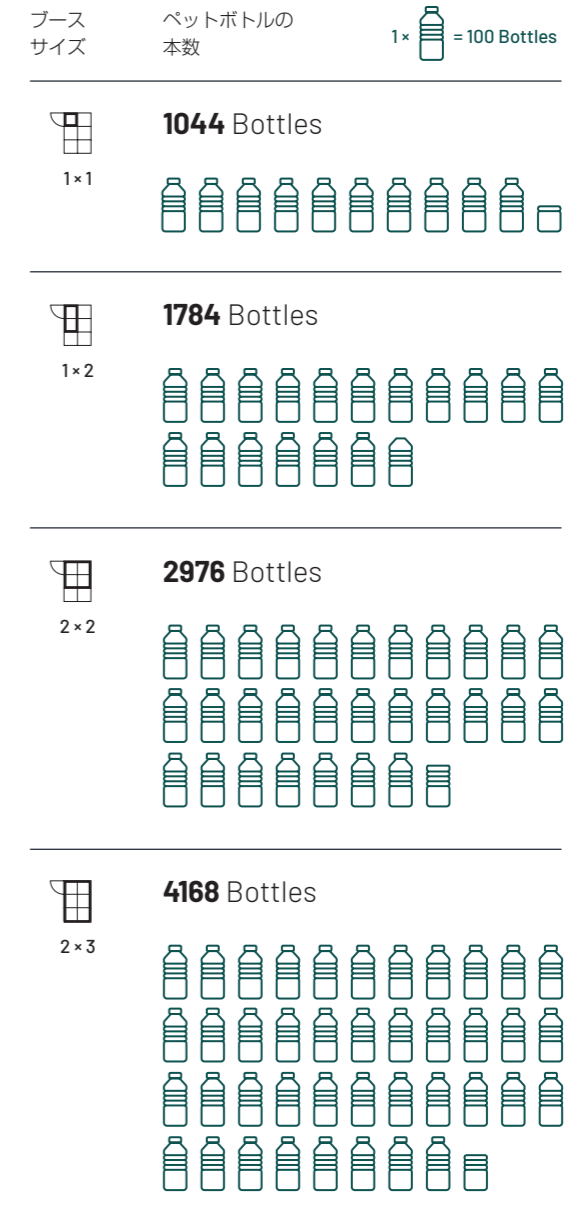 ブース
サイズ
ペットボトルの
本数
1 × = 100 Bottles
1044 Bottles
1 × 1
1784 Bottles
1 × 2
2976 Bottles
2 × 2
4168 Bottles
2 × 3